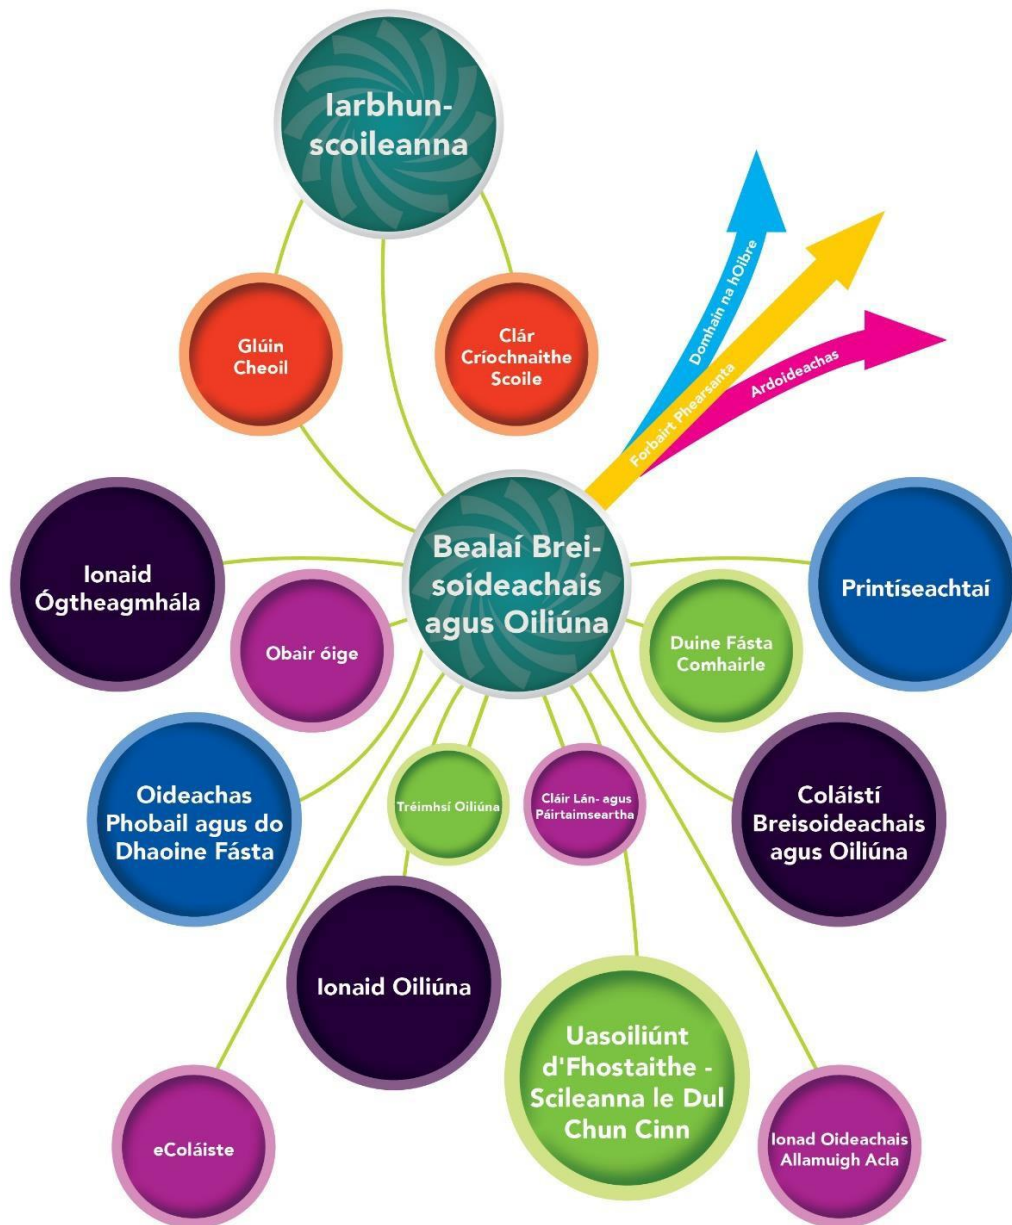 Iarbhun-
scoileanna
Glúin
Cheoil
Clár
Críochnaithe
Scoile
Domhain na hOibre
Forbairt Phearsanta
Ardoideachas
Bealaí Brei-
soideachais
agus Oiliúna
Ionaid
Ógtheagmhála
Obair óige
Duine Fásta
Comhairle
Printíseachtaí
Oideachas
Phobail agus do
Dhaoine Fásta
Tréimhsí Oiliúna
Cláir Lán- agus
Páirtaimseartha
Coláistí
Breisoideachais
agus Oiliúna
Ionaid Oiliúna
Uasoiliúnt
d'Fhostaithe -
Scileanna le Dul
Chun Cinn
eColáiste
Ionad Oideachais
Allamuigh Acla